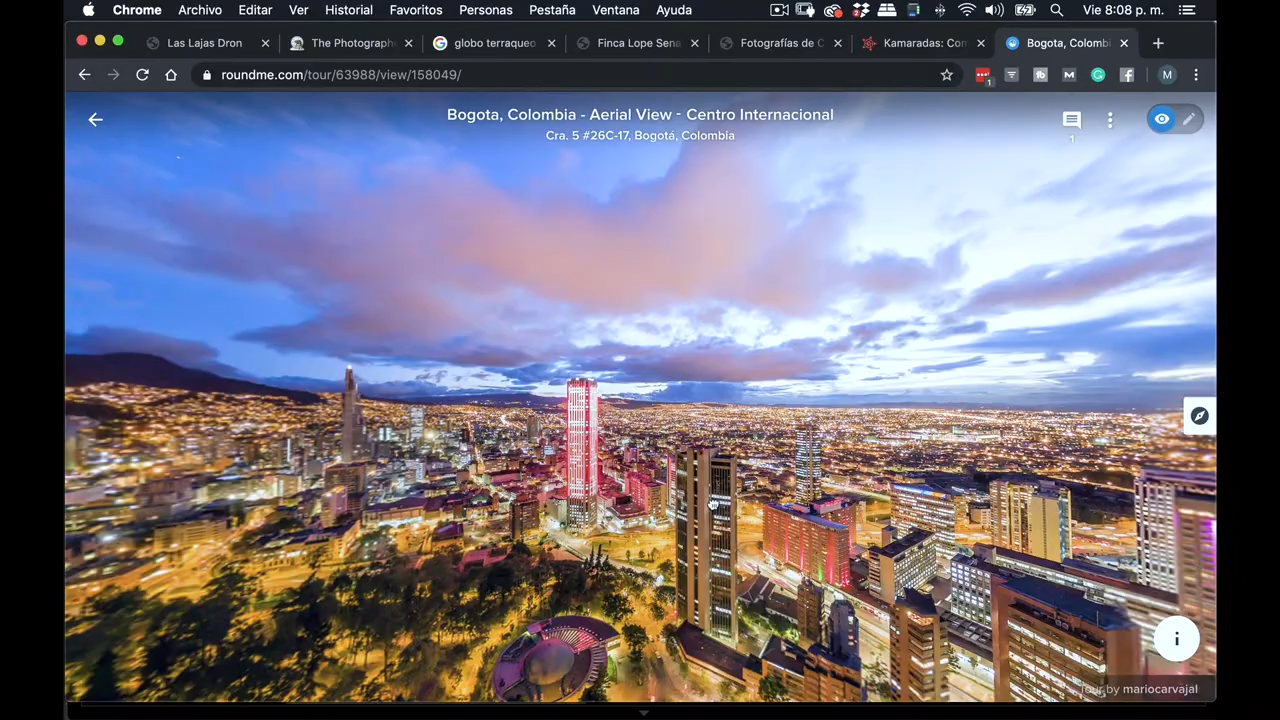 Chrome Archivo Editar Ver Historial Favoritos Personas Pestaña Ventana Ayuda Vie 8:08 p. m.
Las Lajas Dron The Photograph globo terraqueo Finca Lope Sena Fotografías de C Kamaradas: Con Bogota, Colombi
roundme.com/tour/63988/view/158049/ 1 M
Bogota, Colombia - Aerial View - Centro Internacional
Cra. 5 #26C-17, Bogotá, Colombia
1
i
Tour by mariocarvajal